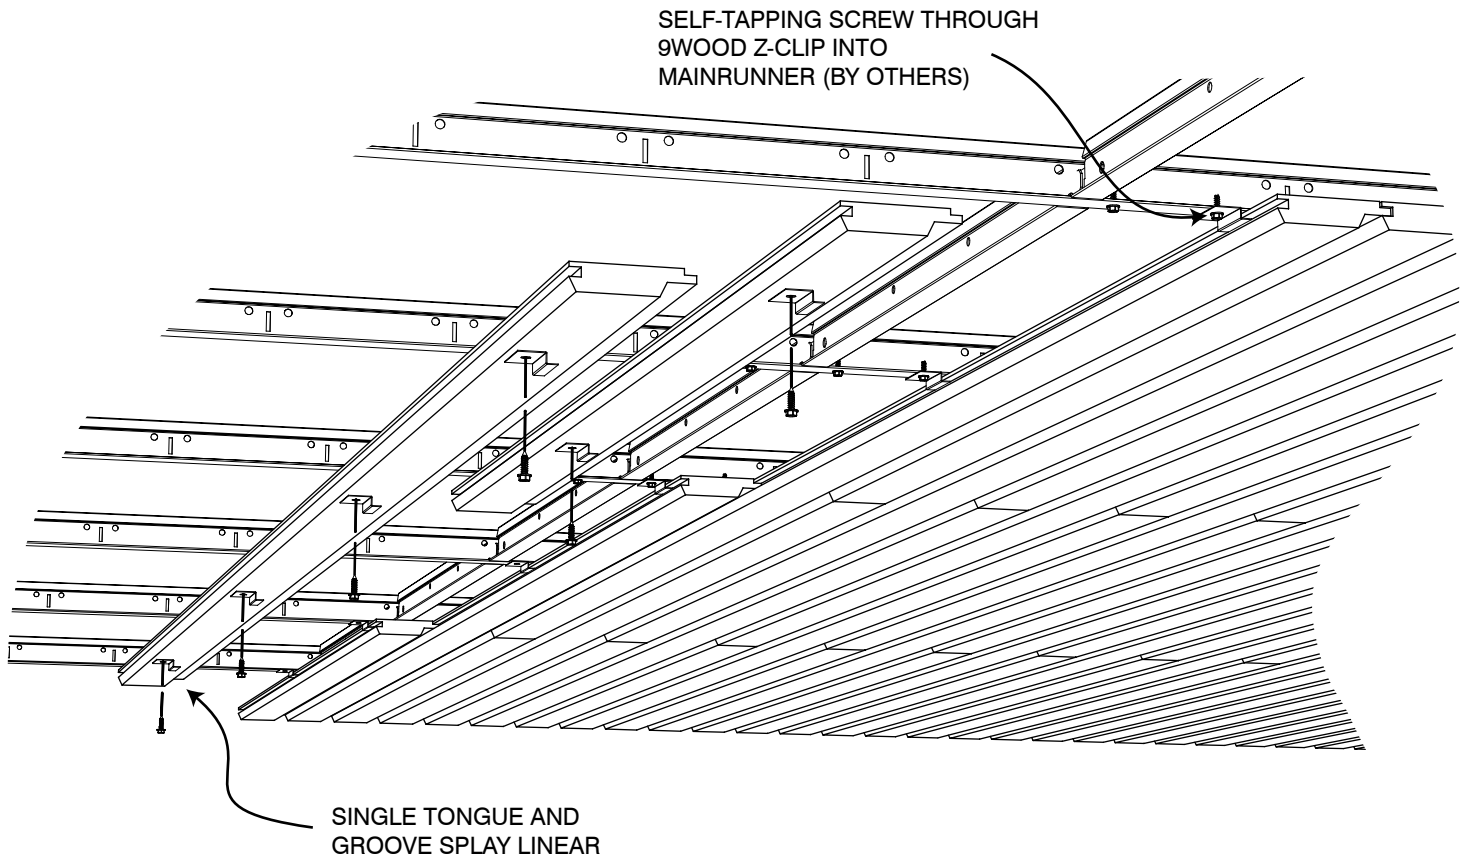 SELF-TAPPING SCREW THROUGH
9WOOD Z-CLIP INTO
MAINRUNNER (BY OTHERS)
SINGLE TONGUE AND
GROOVE SPLAY LINEAR